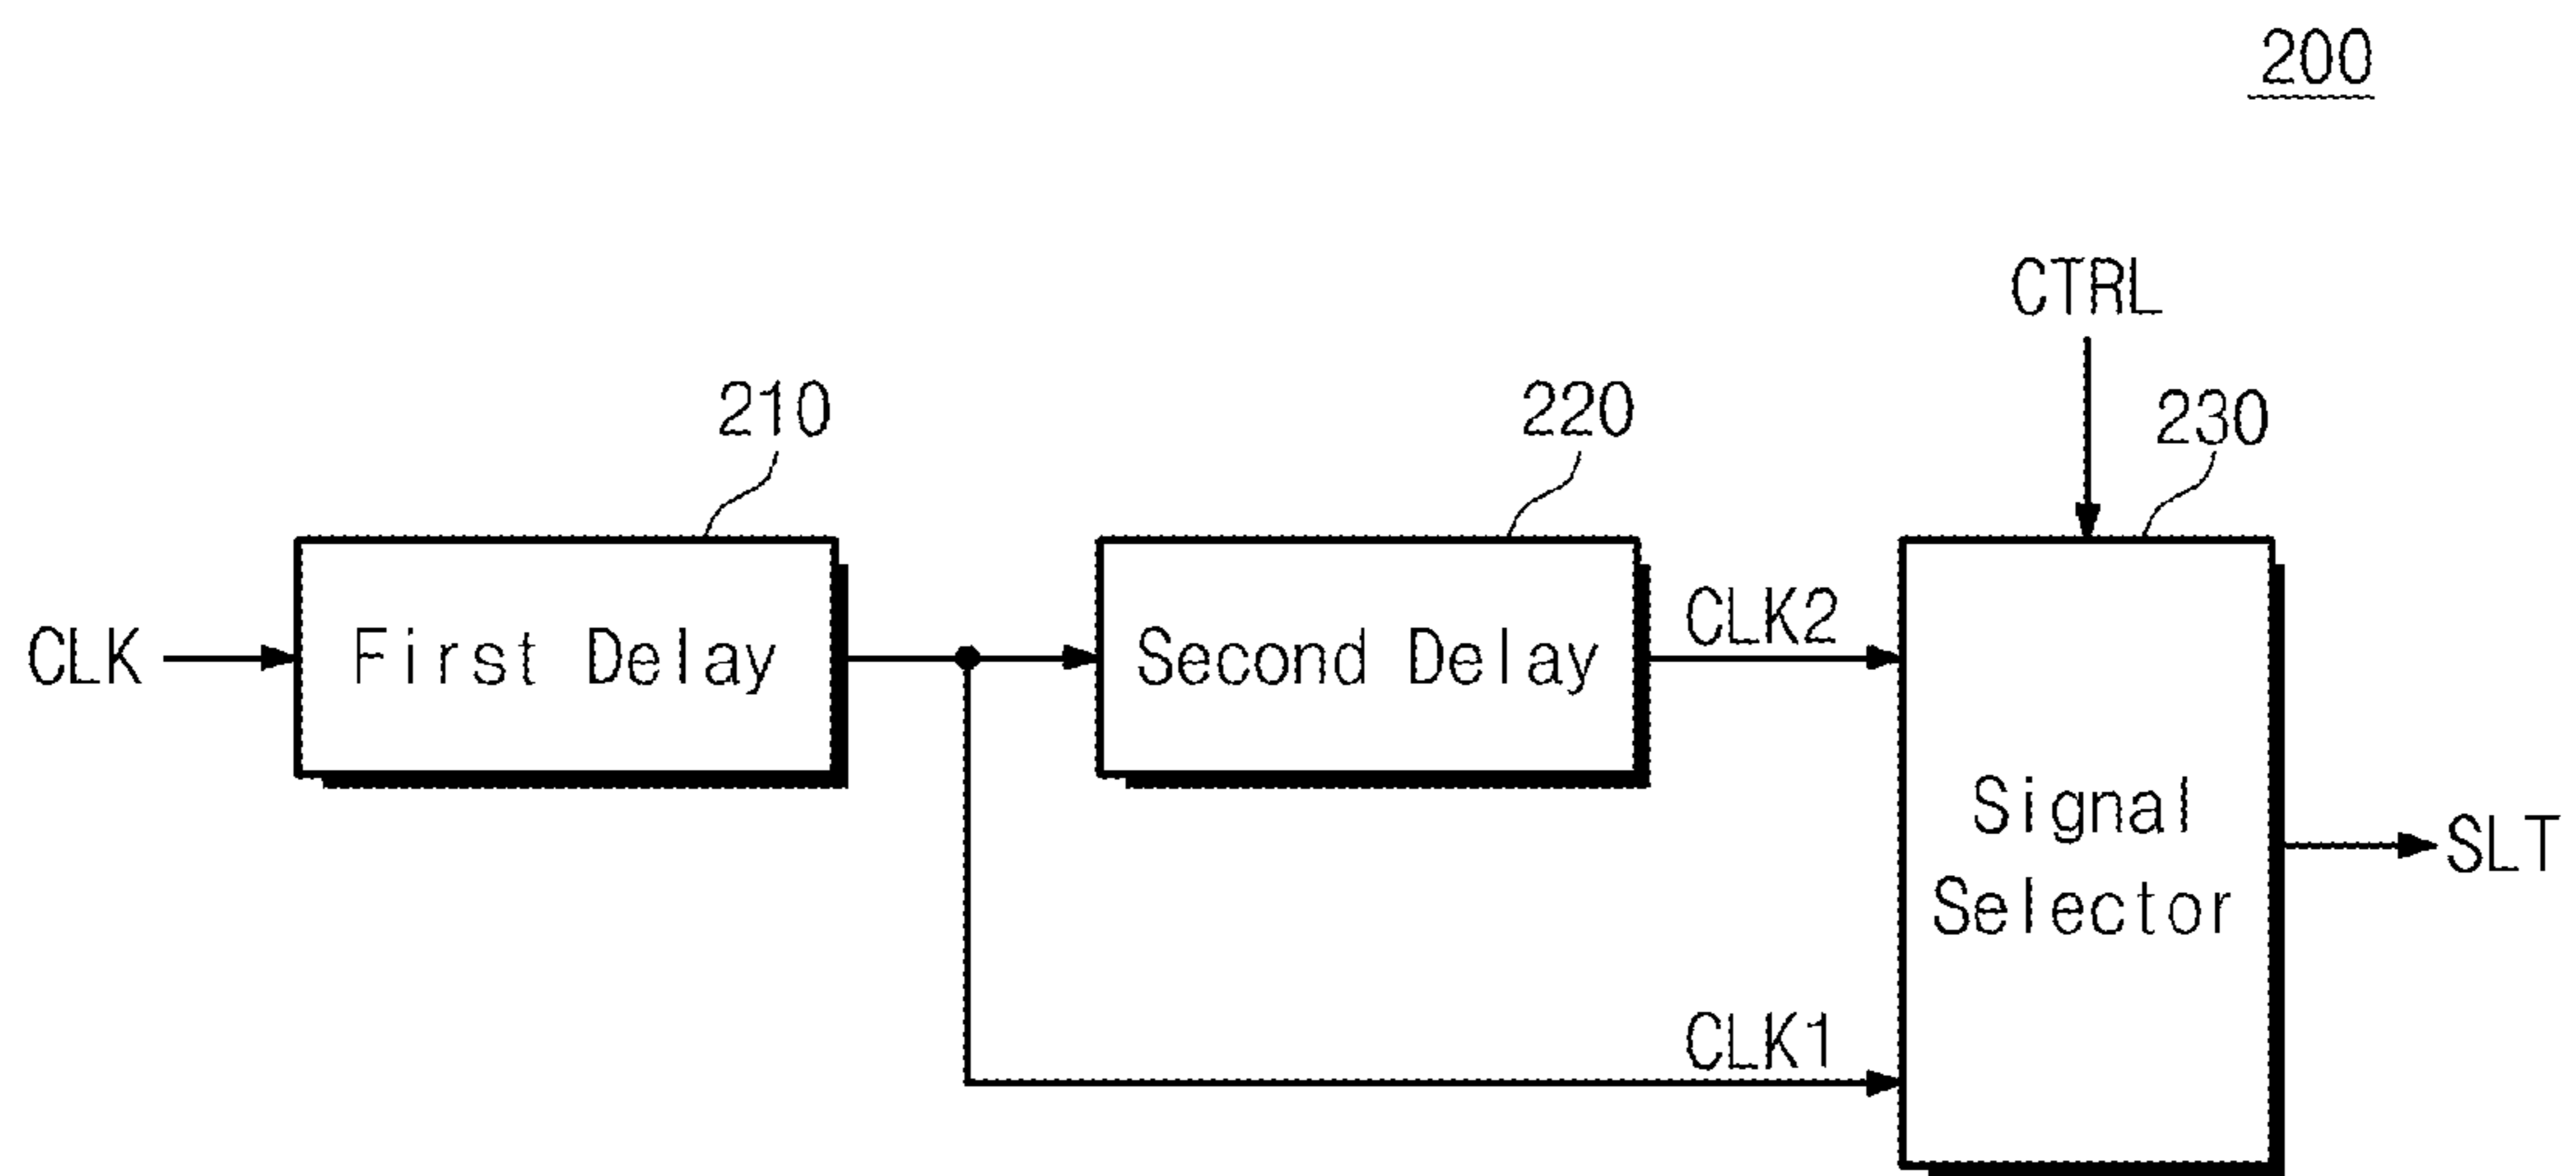 200
CTRL
210
220
230
CLK
First Delay
Second Delay
CLK2
Signal
Selector
SLT
CLK1